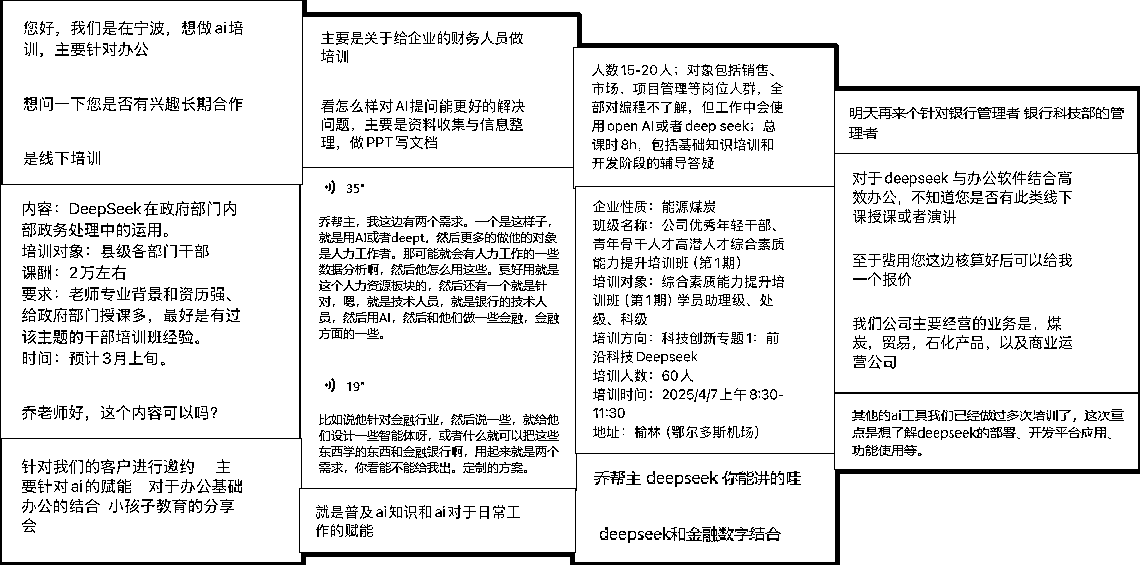 您好，我们是在宁波，想做ai培
训，主要针对办公
想问一下您是否有兴趣长期合作
是线下培训
内容：DeepSeek在政府部门内
部政务处理中的运用。
培训对象：县级各部门干部
课酬：2万左右
要求：老师专业背景和资历强、
给政府部门授课多，最好是有过
该主题的干部培训班经验。
时间：预计3月上旬。
乔老师好，这个内容可以吗？
针对我们的客户进行邀约 主
要针对ai的赋能 对于办公基础
办公的结合 小孩子教育的分享
会
主要是关于给企业的财务人员做
培训
看怎么样对AI提问能更好的解决
问题，主要是资料收集与信息整
理，做PPT写文档
35"
乔帮主，我这边有两个需求。一个是这样子，
就是用AI或者deept，然后更多的做他的对象
是人力工作者。那可能就会有人力工作的一些
数据分析啊，然后他怎么用这些。更好用就是
这个人力资源板块的，然后还有一个就是针
对，嗯，就是技术人员，就是银行的技术人
员，然后用AI，然后和他们做一些金融，金融
方面的一些。
19"
比如说他针对金融行业，然后说一些，就给他
们设计一些智能体呀，或者什么就可以把这些
东西学的东西和金融银行啊，用起来就是两个
需求，你看能不能给我出。定制的方案。
就是普及ai知识和ai对于日常工
作的赋能
人数15-20人；对象包括销售、
市场、项目管理等岗位人群，全
部对编程不了解，但工作中会使
用open AI或者deep seek；总
课时8h，包括基础知识培训和
开发阶段的辅导答疑
企业性质：能源煤炭
班级名称：公司优秀年轻干部、
青年骨干人才高潜人才综合素质
能力提升培训班（第1期）
培训对象：综合素质能力提升培
训班（第1期）学员助理级、处
级、科级
培训方向：科技创新专题1：前
沿科技Deepseek
培训人数：60人
培训时间：2025/4/7上午8:30-
11:30
地址：榆林（鄂尔多斯机场）
乔帮主 deepseek 你能讲的哇
deepseek和金融数字结合
明天再来个针对银行管理者 银行科技部的管
理者
对于deepseek与办公软件结合高
效办公，不知道您是否有此类线下
课授课或者演讲
至于费用您这边核算好后可以给我
一个报价
我们公司主要经营的业务是，煤
炭，贸易，石化产品，以及商业运
营公司
其他的ai工具我们已经做过多次培训了，这次重
点是想了解deepseek的部署、开发平台应用、
功能使用等。